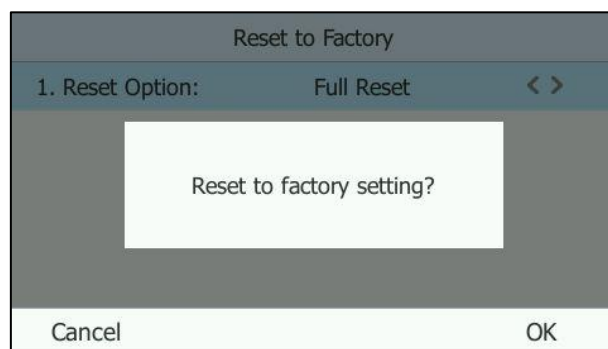 Reset to Factory
1. Reset Option: Full Reset < >
Reset to factory setting?
Cancel OK